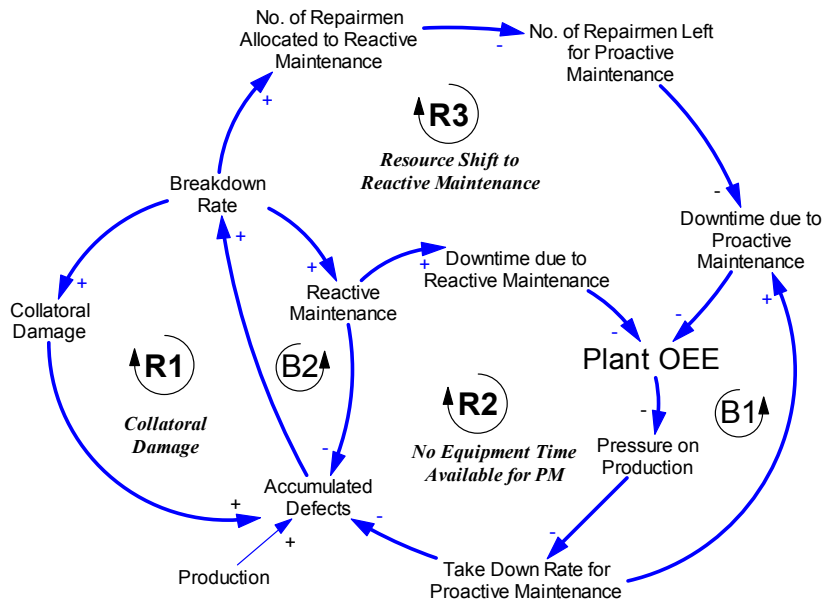 No. of Repairmen
Allocated to Reactive
Maintenance
-
No. of Repairmen Left
for Proactive
Maintenance
+
R3
Resource Shift to
Reactive Maintenance
Breakdown
Rate
-
Downtime due to
Proactive
Maintenance
+
+
+
Downtime due to
Reactive Maintenance
+
+
Reactive
Maintenance
Collatoral
Damage
-
-
R1
B2
Plant OEE
Collatoral
Damage
R2
-
B1
No Equipment Time
Available for PM
Pressure on
Production
-
Accumulated
Defects
+
-
+
-
Production
Take Down Rate for
Proactive Maintenance